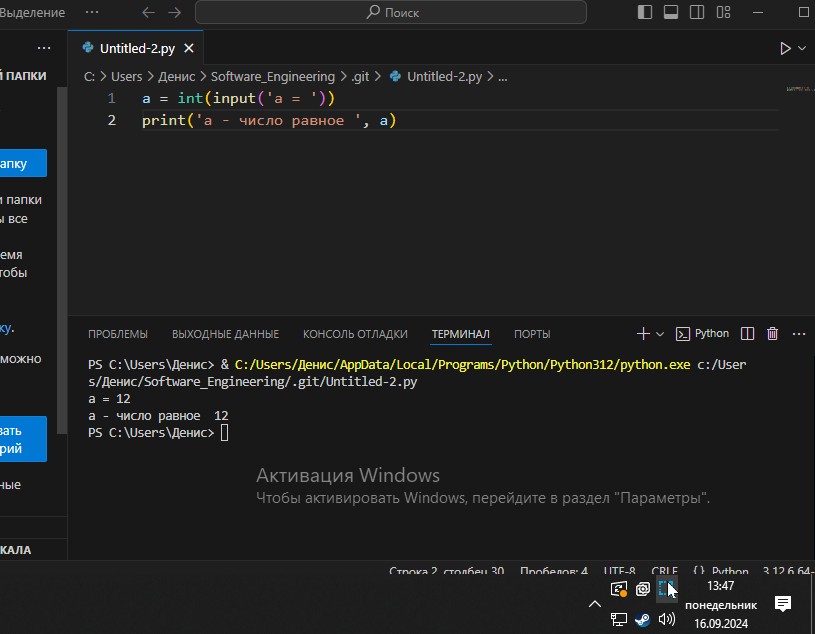 Выделение ··· Поиск
Untitled-2.py
Й ПАПКИ
C: > Users > Денис > Software_Engineering > .git > Untitled-2.py > ...
1 a = int(input('a = '))
2 print('a - число равное ', a)
апку
и папки
ы все
емя
тобы
ку.
можно
вать
рий
ные
КАЛА
ПРОБЛЕМЫ ВЫХОДНЫЕ ДАННЫЕ КОНСОЛЬ ОТЛАДКИ ТЕРМИНАЛ ПОРТЫ Python
PS C:\Users\Денис> & C:/Users/Денис/AppData/Local/Programs/Python/Python312/python.exe c:/User
s/Денис/Software_Engineering/.git/Untitled-2.py
a = 12
a - число равное  12
PS C:\Users\Денис>
Активация Windows
Чтобы активировать Windows, перейдите в раздел "Параметры".
Строка 2, столбец 30 Пробелов: 4 UTF-8 CRLF {} Python 3.12.6 64-
13:47
понедельник
16.09.2024